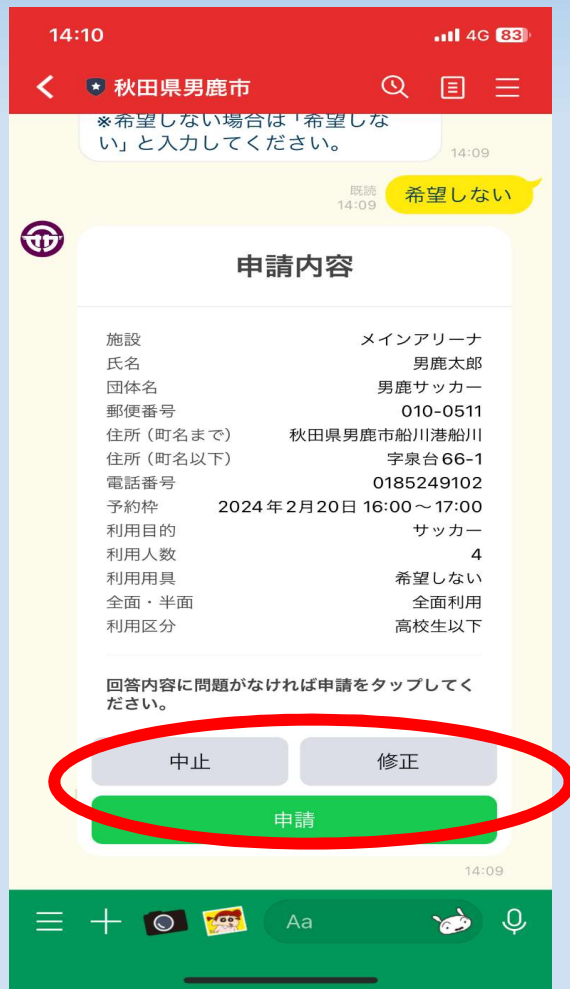 14:10 4G 83
秋田県男鹿市
※希望しない場合は「希望しな
い」と入力してください。
14:09
既読
14:09
希望しない
申請内容
施設 メインアリーナ
氏名 男鹿太郎
団体名 男鹿サッカー
郵便番号 010-0511
住所（町名まで） 秋田県男鹿市船川港船川
住所（町名以下） 字泉台66-1
電話番号 0185249102
予約枠 2024年2月20日 16:00～17:00
利用目的 サッカー
利用人数 4
利用用具 希望しない
全面・半面 全面利用
利用区分 高校生以下
回答内容に問題がなければ申請をタップしてく
ださい。
中止 修正
申請
14:09
Aa